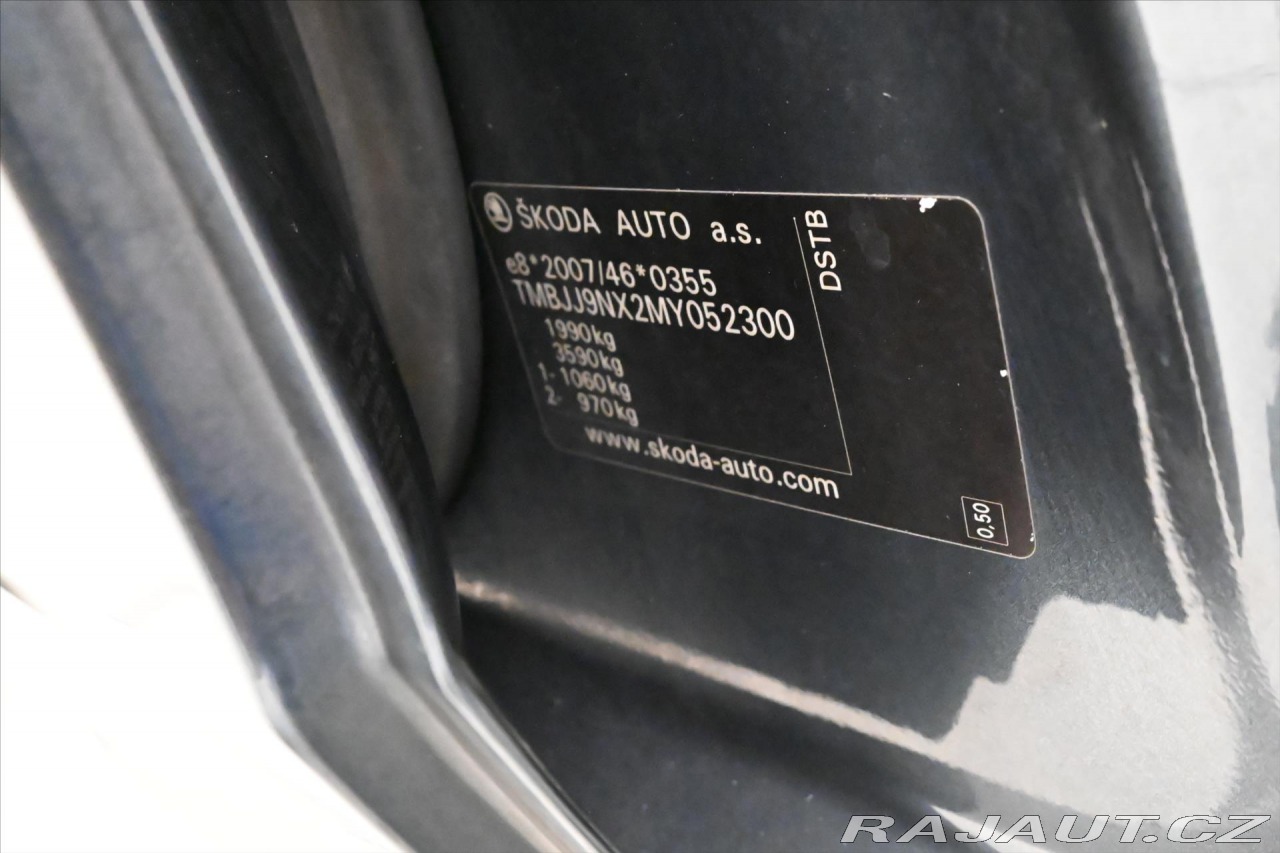 ŠKODA AUTO a.s.
e8*2007/46*0355
TMBJJ9NX2MY052300
1990kg
3590kg
1- 1060kg
2- 970kg
www.skoda-auto.com
DSTB
0,50
RAJAUT.CZ